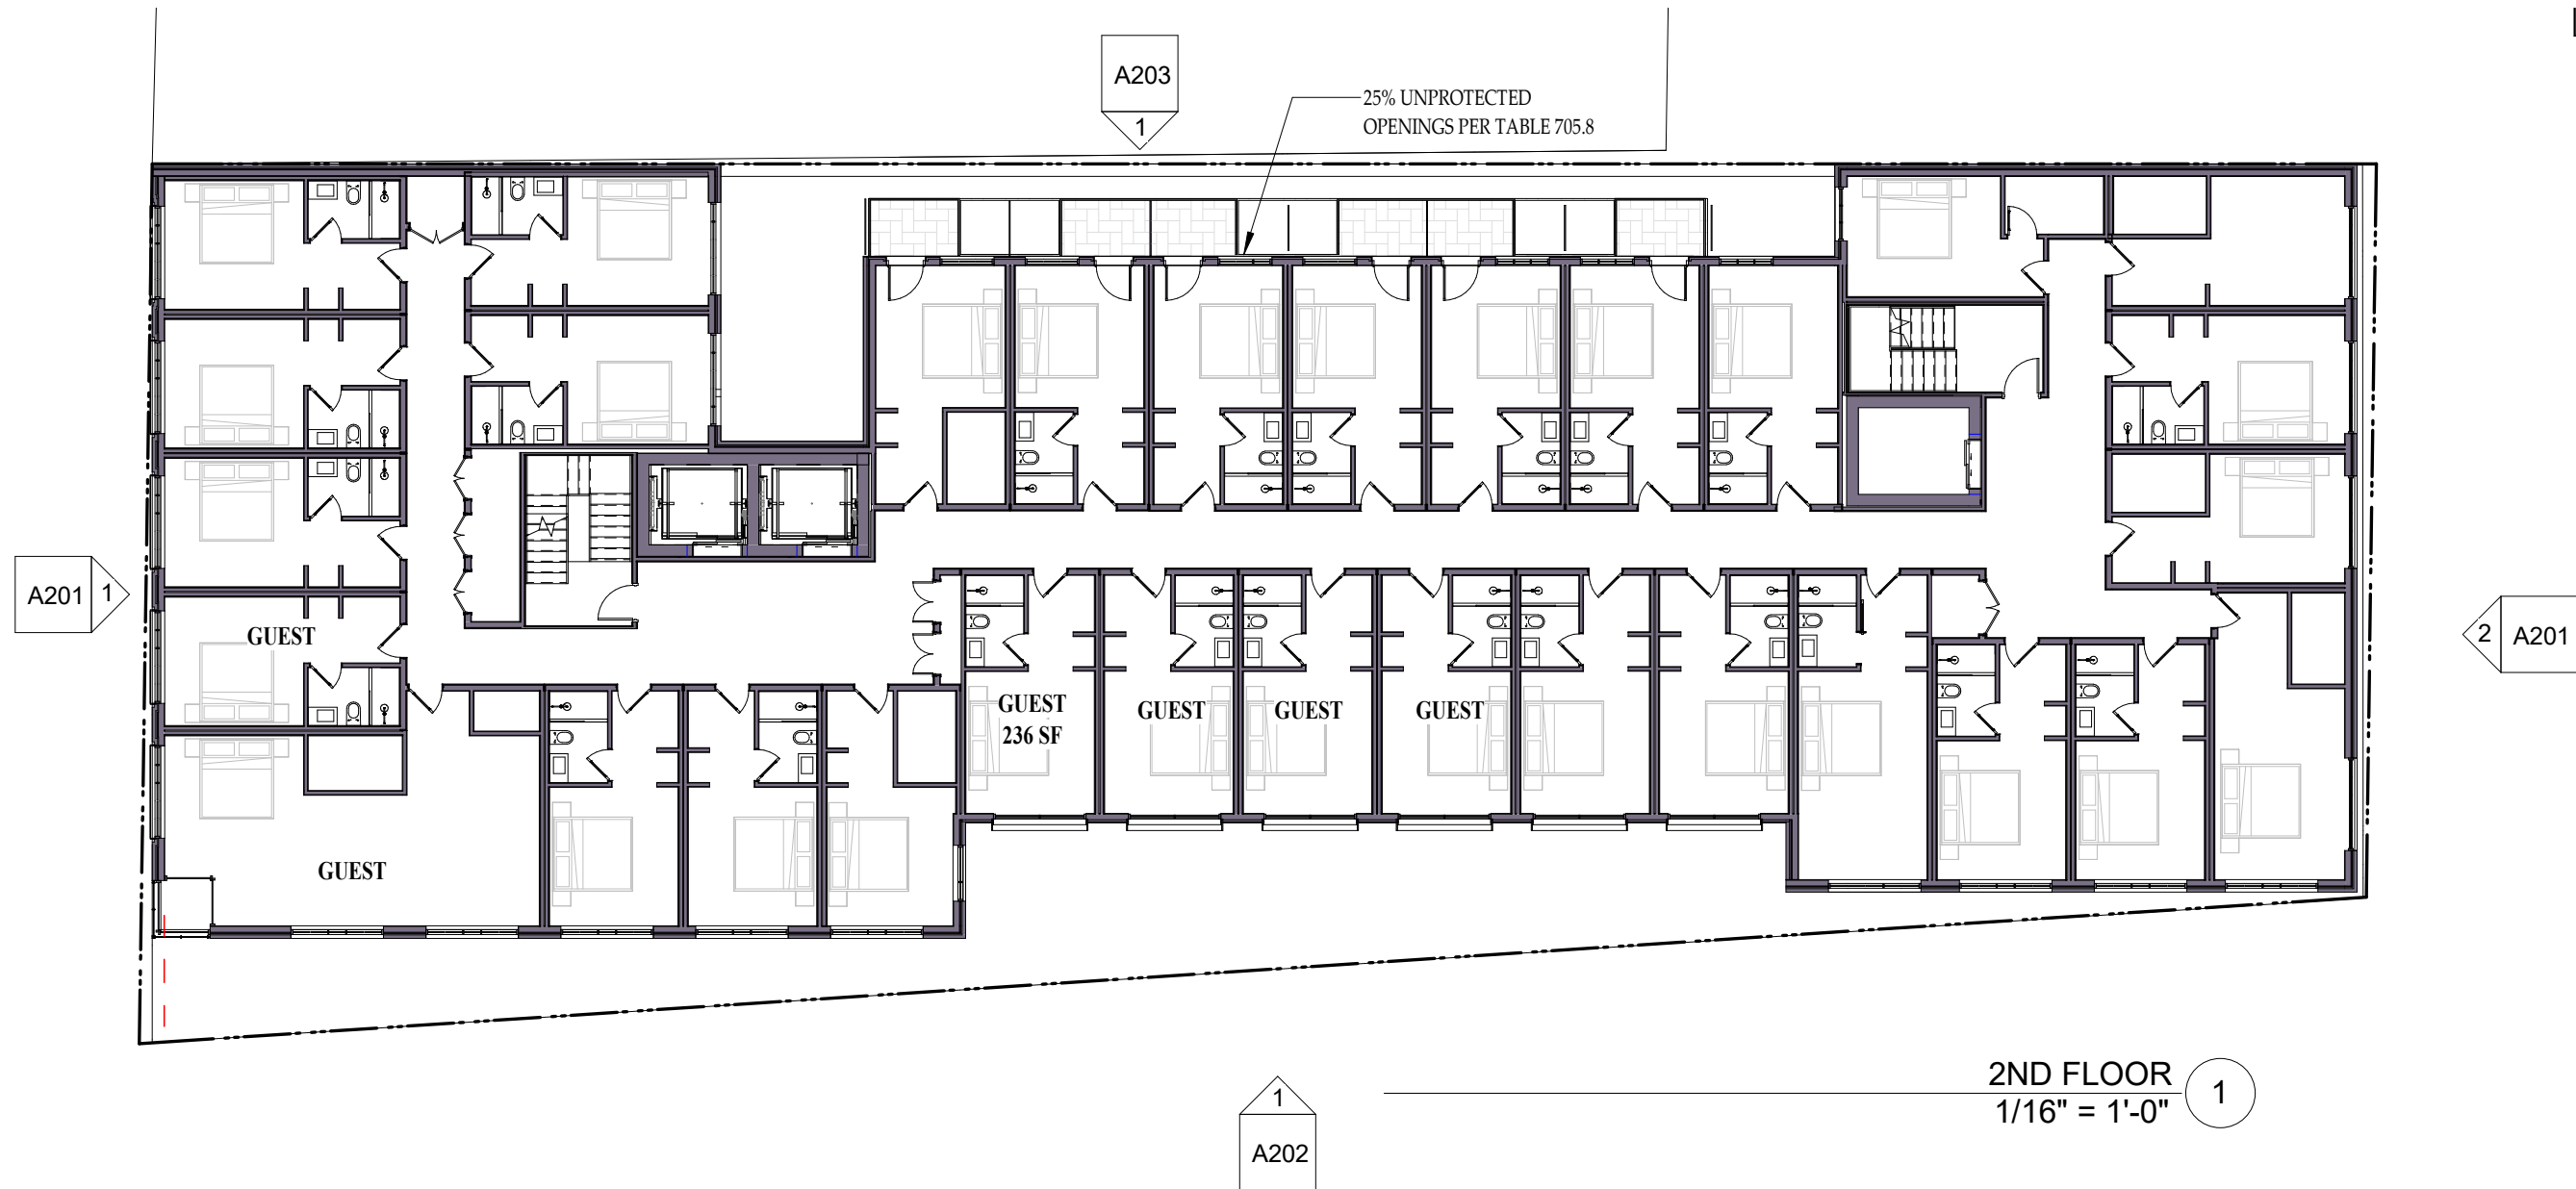 A203
1
25% UNPROTECTED
OPENINGS PER TABLE 705.8
A201 1
GUEST
2 A201
GUEST
236 SF
GUEST
GUEST
GUEST
GUEST
2ND FLOOR
1/16" = 1'-0"
1
1
A202